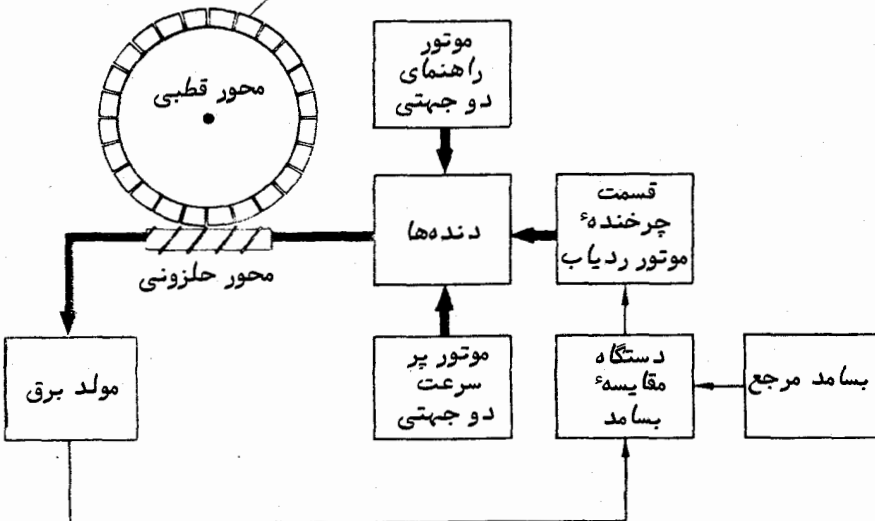 محور قطبی
موتور
راهنمای
دو جهتی
دنده‌ها
قسمت
چرخندهٔ
موتور ردیاب
محور حلزونی
مولد برق
موتور پر
سرعت
دو جهتی
دستگاه
مقایسهٔ
بسامد
بسامد مرجع